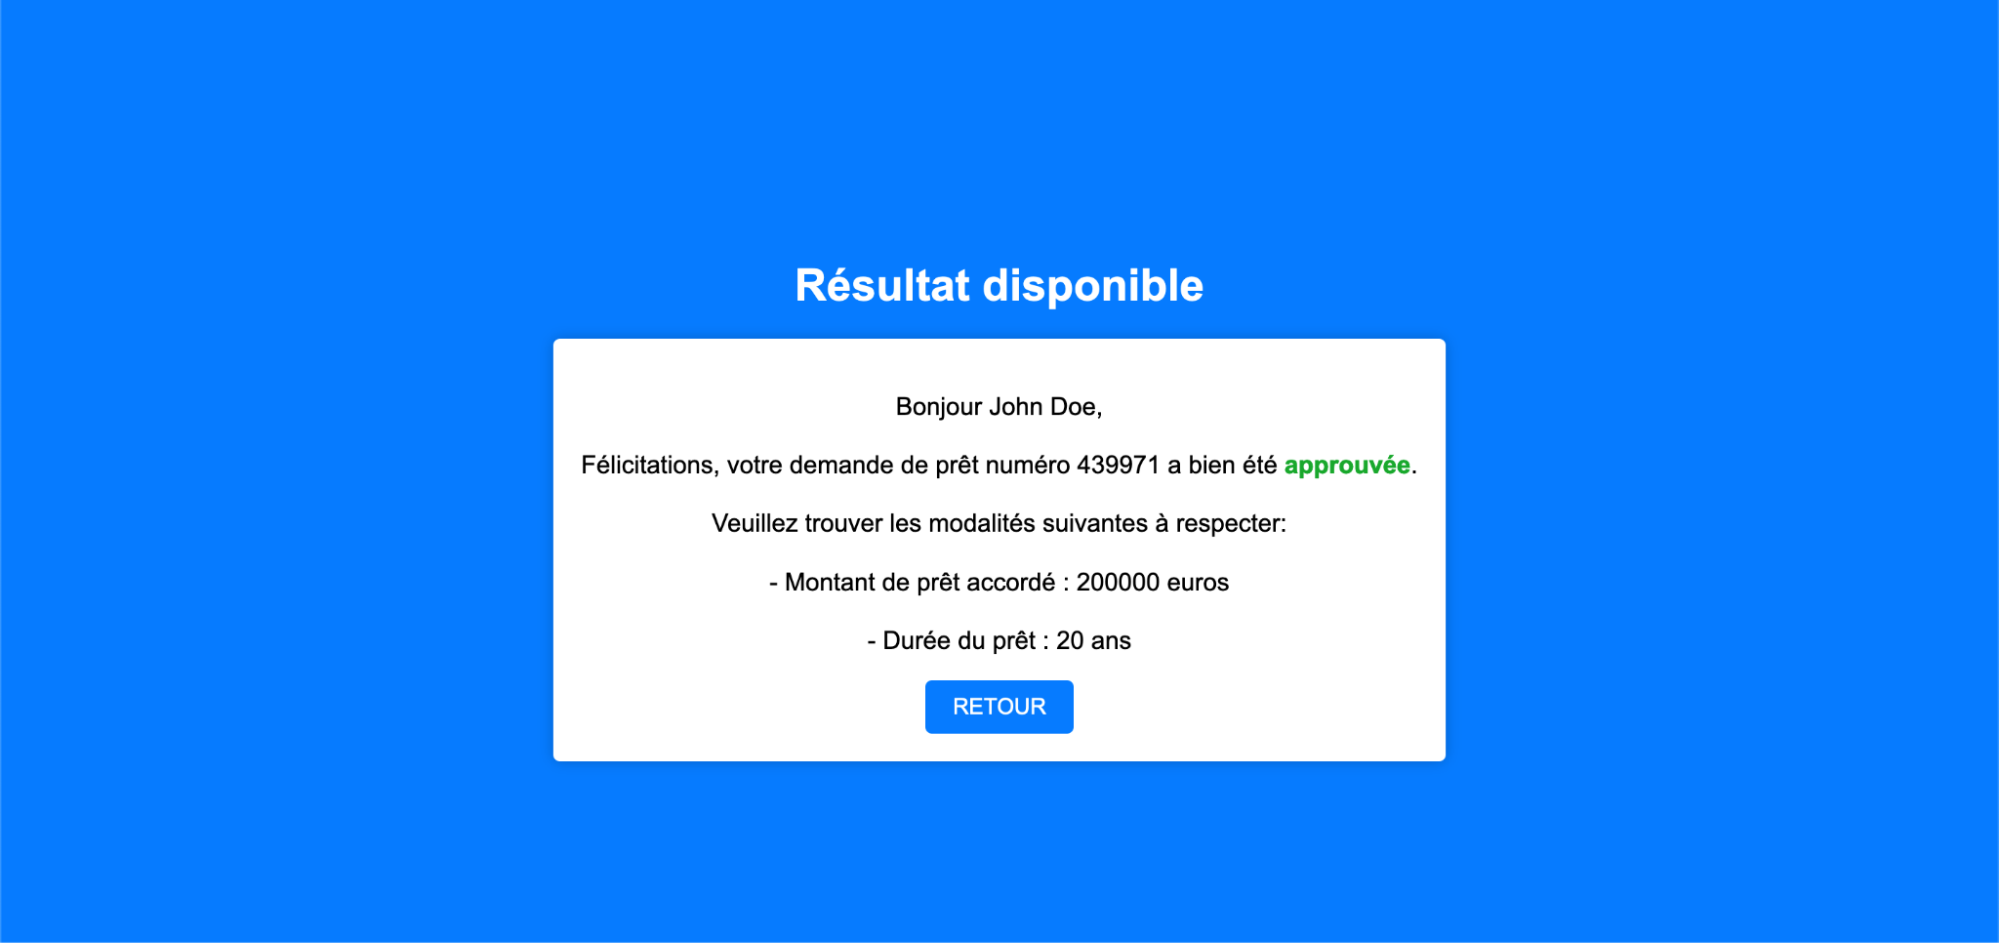 Résultat disponible
Bonjour John Doe,
Félicitations, votre demande de prêt numéro 439971 a bien été approuvée.
Veuillez trouver les modalités suivantes à respecter:
- Montant de prêt accordé : 200000 euros
- Durée du prêt : 20 ans
RETOUR